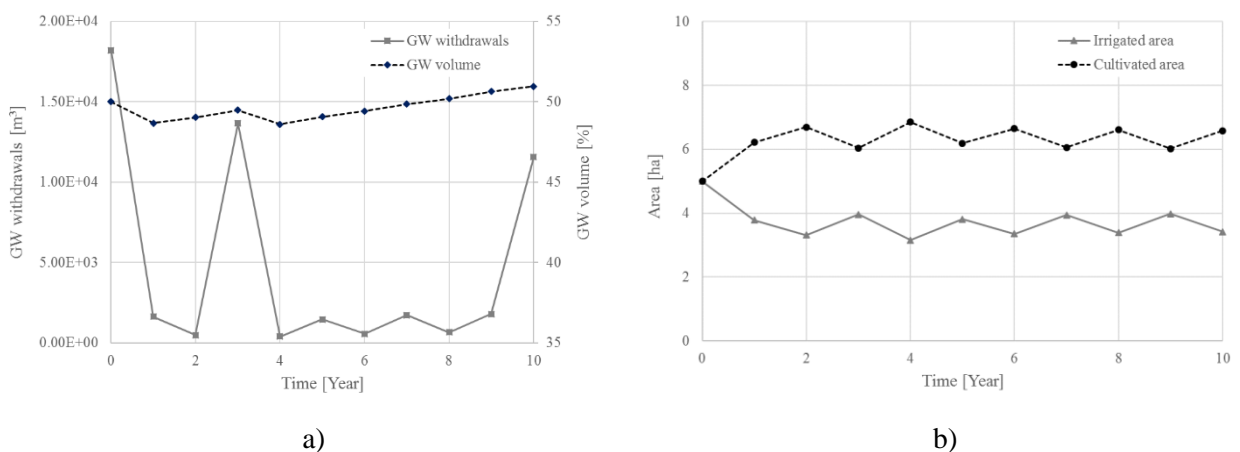 2.00E+04
1.50E+04
1.00E+04
5.00E+03
0.00E+00
GW withdrawals [m³]
GW withdrawals
GW volume
55
50
45
40
35
GW volume [%]
0 2 4 6 8 10
Time [Year]
a)
10
8
6
4
2
0
Area [ha]
Irrigated area
Cultivated area
0 2 4 6 8 10
Time [Year]
b)